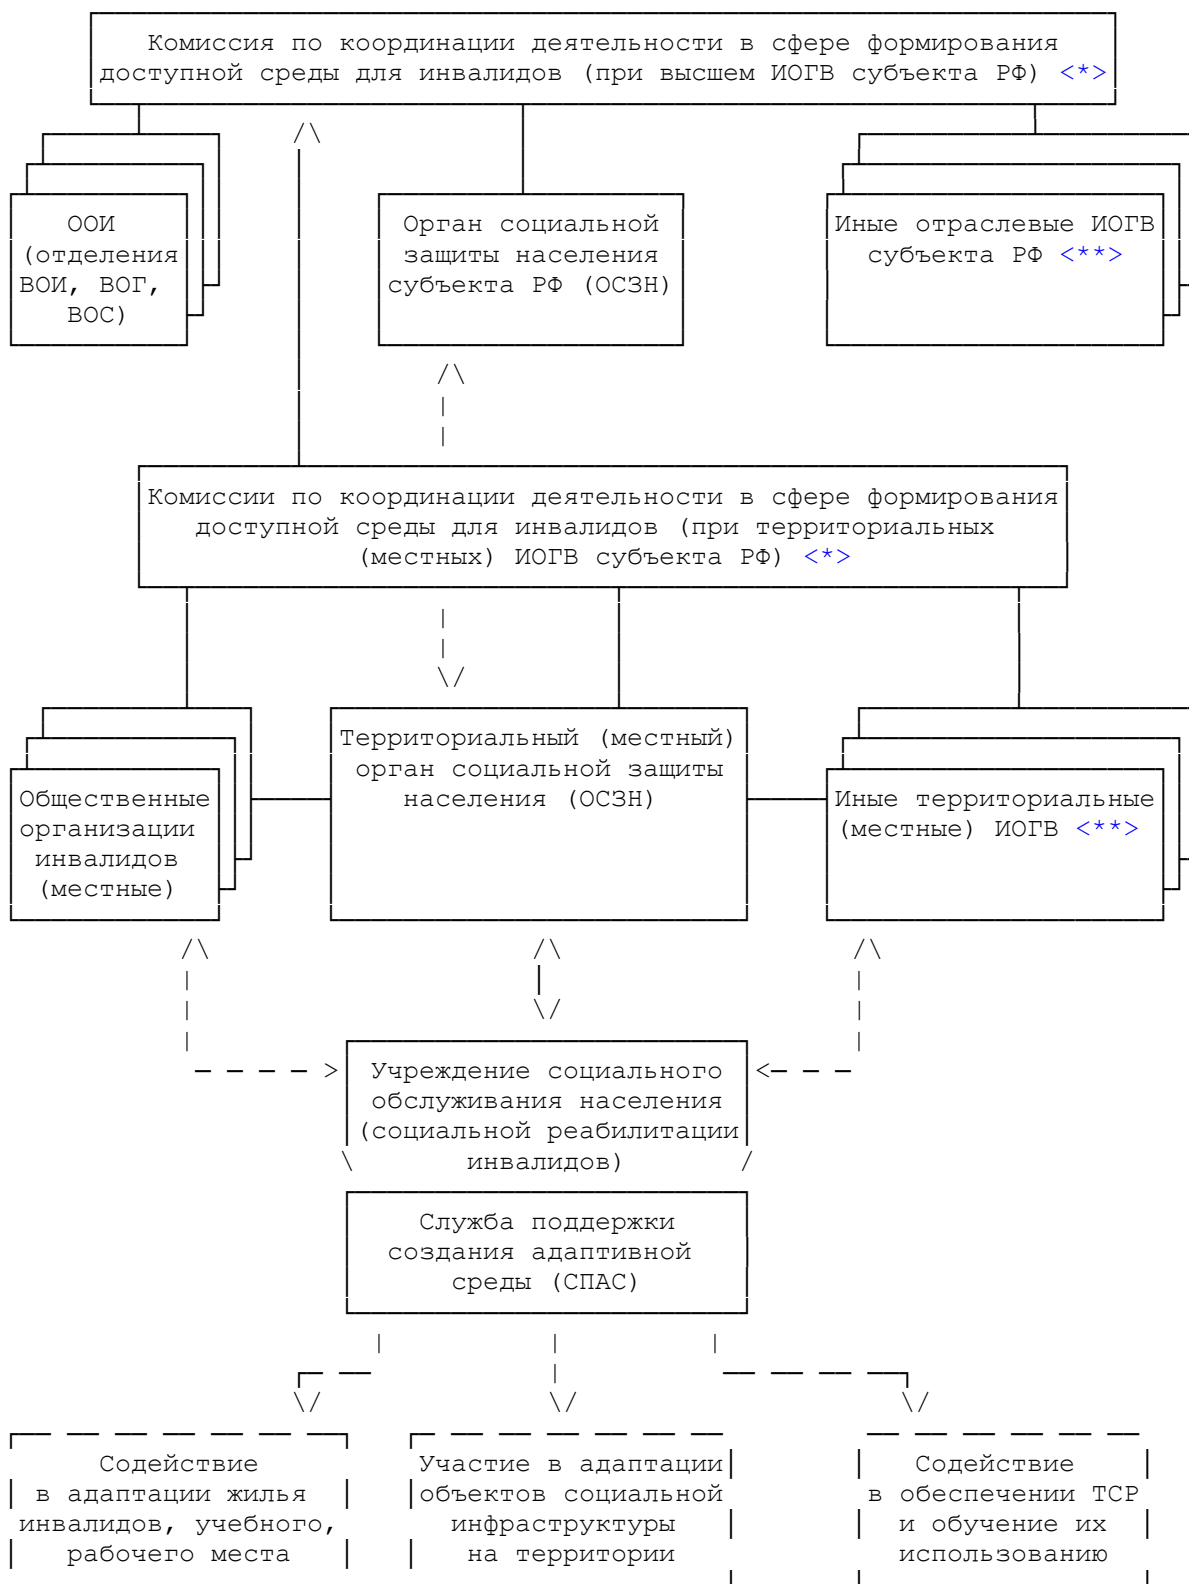 Комиссия по координации деятельности в сфере формирования
доступной среды для инвалидов (при высшем ИОГВ субъекта РФ) <*>
ООИ
(отделения
ВОИ, ВОГ,
ВОС)
Орган социальной
защиты населения
субъекта РФ (ОСЗН)
Иные отраслевые ИОГВ
субъекта РФ <**>
Комиссии по координации деятельности в сфере формирования
доступной среды для инвалидов (при территориальных
(местных) ИОГВ субъекта РФ) <*>
Общественные
организации
инвалидов
(местные)
Территориальный (местный)
орган социальной защиты
населения (ОСЗН)
Иные территориальные
(местные) ИОГВ <**>
Учреждение социального
обслуживания населения
(социальной реабилитации
инвалидов)
Служба поддержки
создания адаптивной
среды (СПАС)
Содействие
в адаптации жилья
инвалидов, учебного,
рабочего места
Участие в адаптации
объектов социальной
инфраструктуры
на территории
Содействие
в обеспечении ТСР
и обучение их
использованию